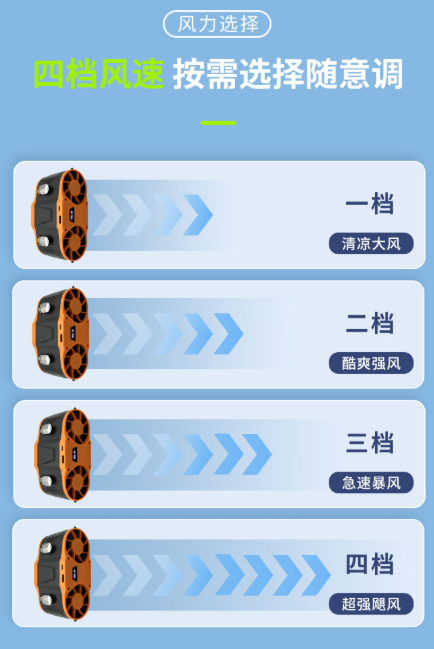 风力选择
四档风速 按需选择随意调
一档
清凉大风
二档
酷爽强风
三档
急速暴风
四档
超强飓风